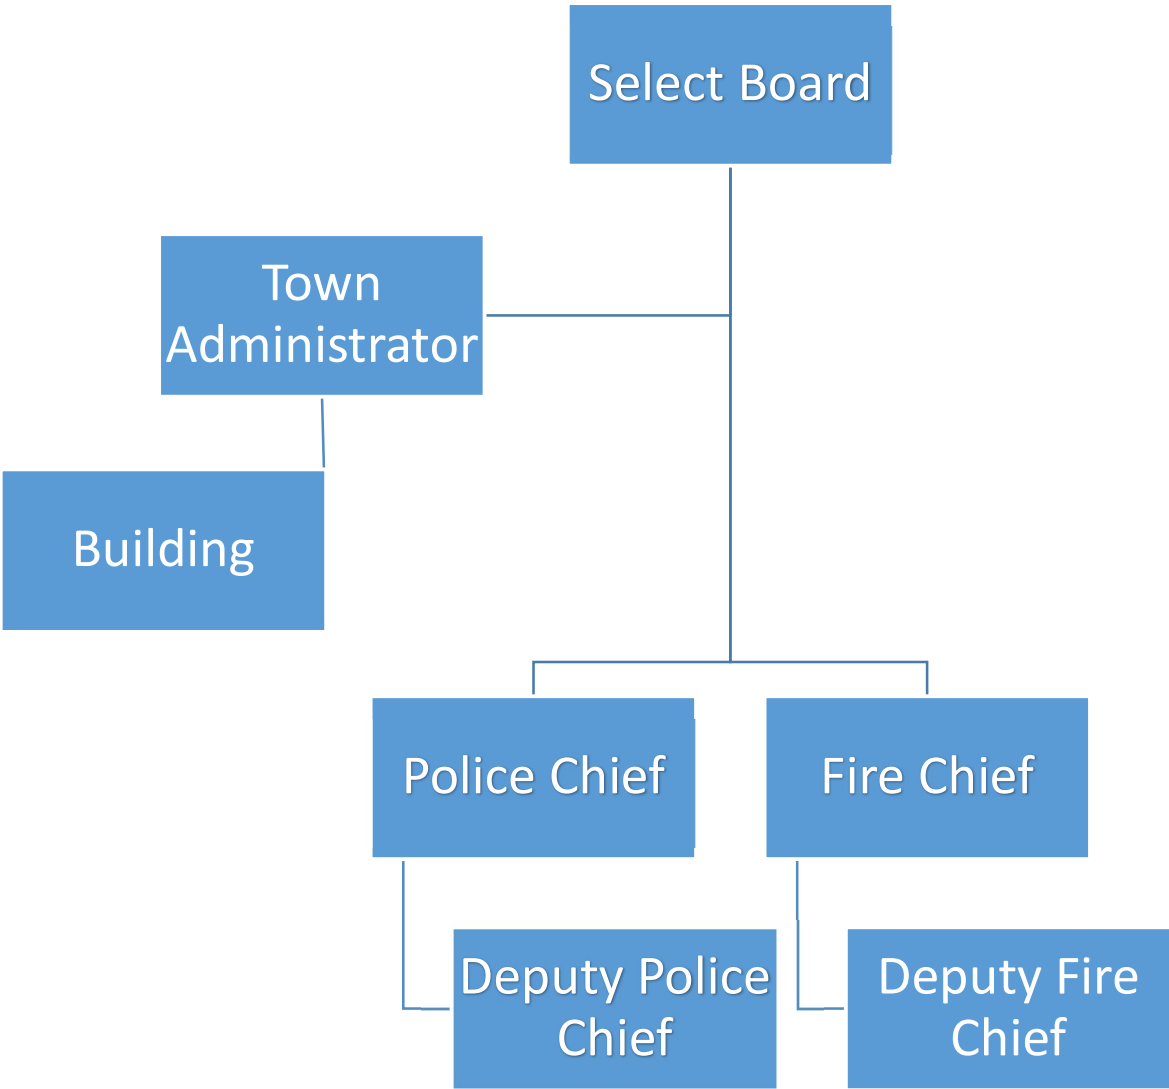 Select Board
Town
Administrator
Building
Police Chief
Fire Chief
Deputy Police
Chief
Deputy Fire
Chief